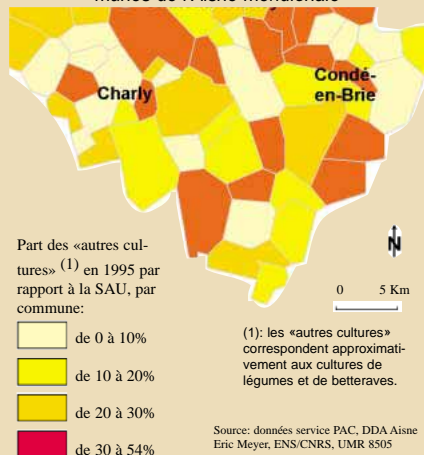 Charly
Condé-
en-Brie
N
Part des «autres cul-
tures» (1) en 1995 par
rapport à la SAU, par
commune:
de 0 à 10%
de 10 à 20%
de 20 à 30%
de 30 à 54%
0 5 Km
(1): les «autres cultures»
correspondent approximati-
vement aux cultures de
légumes et de betteraves.
Source: données service PAC, DDA Aisne
Eric Meyer, ENS/CNRS, UMR 8505